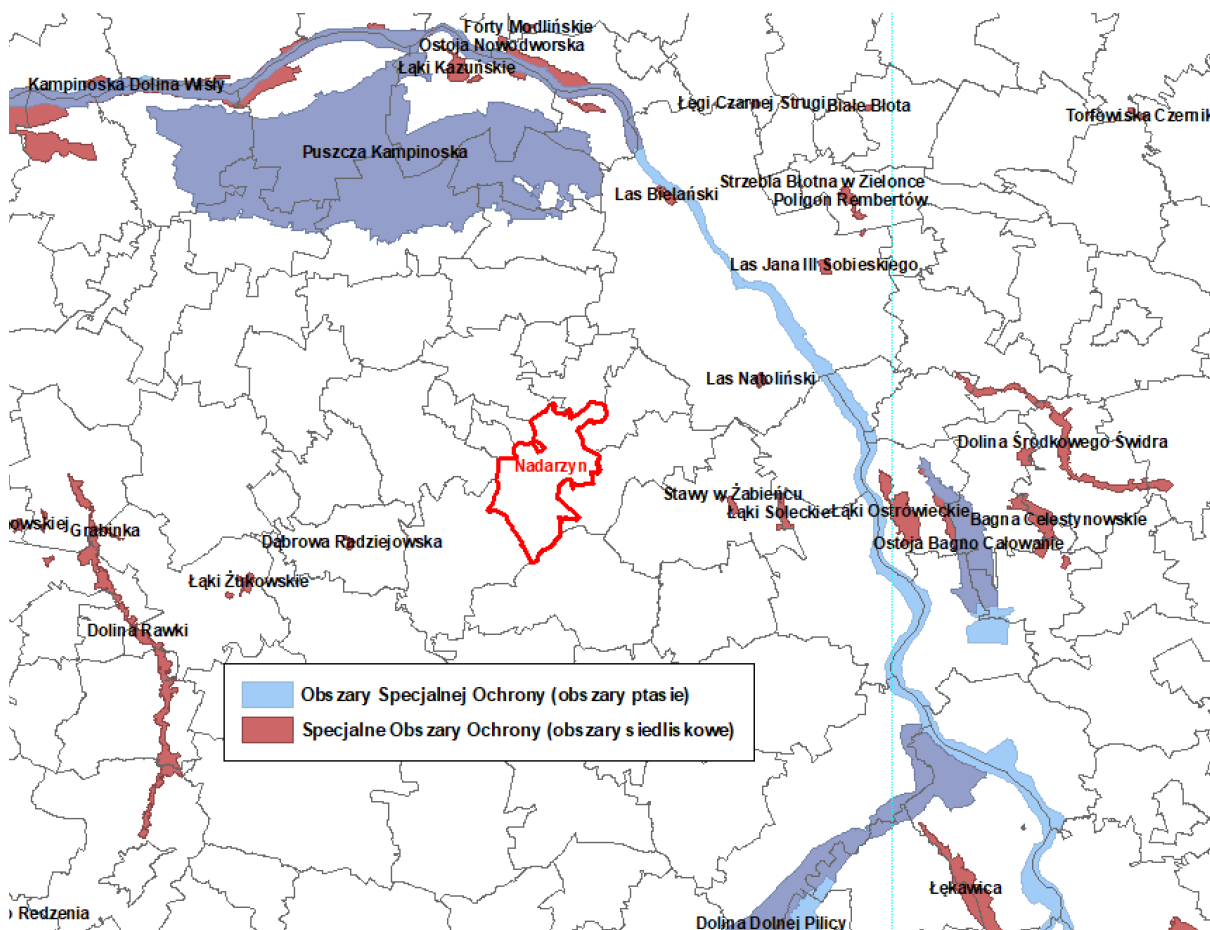 Forty Modlińskie
Ostoja Nowodworska
Łąki Kazuńskie
Kampinoska Dolina Wisły
Łęgi Czarnej Strugi
Białe Błota
Torfowiska Czernik
Puszcza Kampinoska
Strzebla Błotna w Zielonce
Las Bielański
Poligon Rembertów
Las Jana III Sobieskiego
Las Natoliński
Dolina Środkowego Świdra
Nadarzyn
Stawy w Żabieńcu
Łąki Soleckie
Łąki Ostrówieckie
Bagna Celestynowskie
owskiej
Grabinka
Dąbrowa Radziejowska
Ostoja Bagno Całowanie
Łąki Żukowskie
Dolina Rawki
Obszary Specjalnej Ochrony (obszary ptasie)
Specjalne Obszary Ochrony (obszary siedliskowe)
Łękawica
o Redzenia
Dolina Dolnej Pilicy